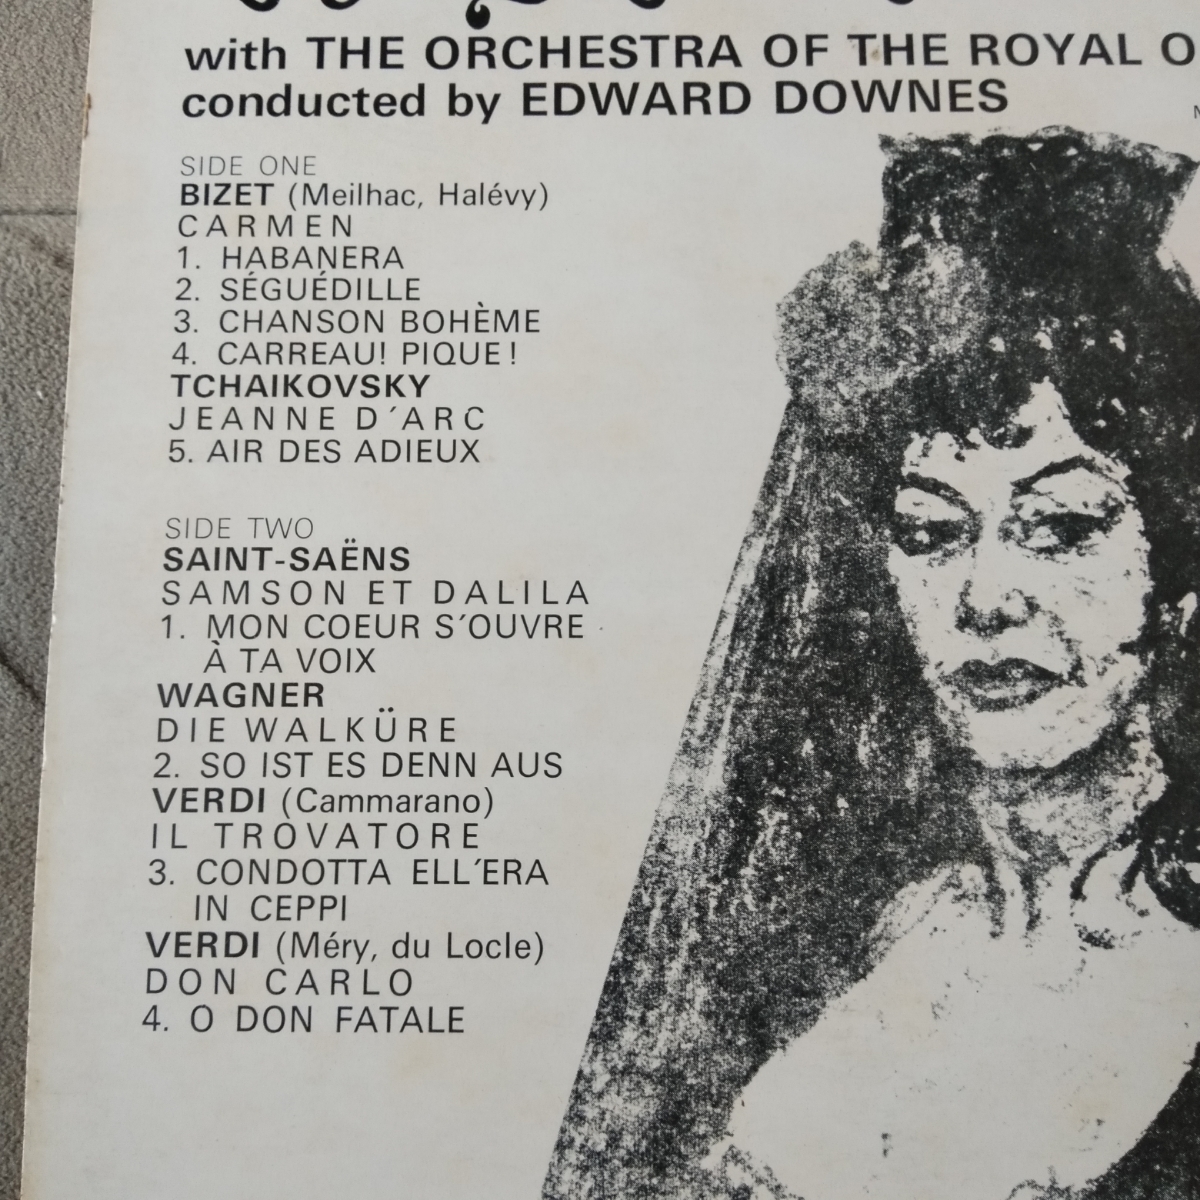 with THE ORCHESTRA OF THE ROYAL
conducted by EDWARD DOWNES
SIDE ONE
BIZET (Meilhac, Halévy)
CARMEN
1. HABANERA
2. SÉGUÉDILLE
3. CHANSON BOHÈME
4. CARREAU! PIQUE!
TCHAIKOVSKY
JEANNE D´ARC
5. AIR DES ADIEUX
SIDE TWO
SAINT-SAËNS
SAMSON ET DALILA
1. MON COEUR S´OUVRE
À TA VOIX
WAGNER
DIE WALKÜRE
2. SO IST ES DENN AUS
VERDI (Cammarano)
IL TROVATORE
3. CONDOTTA ELL´ERA
IN CEPPI
VERDI (Méry, du Locle)
DON CARLO
4. O DON FATALE